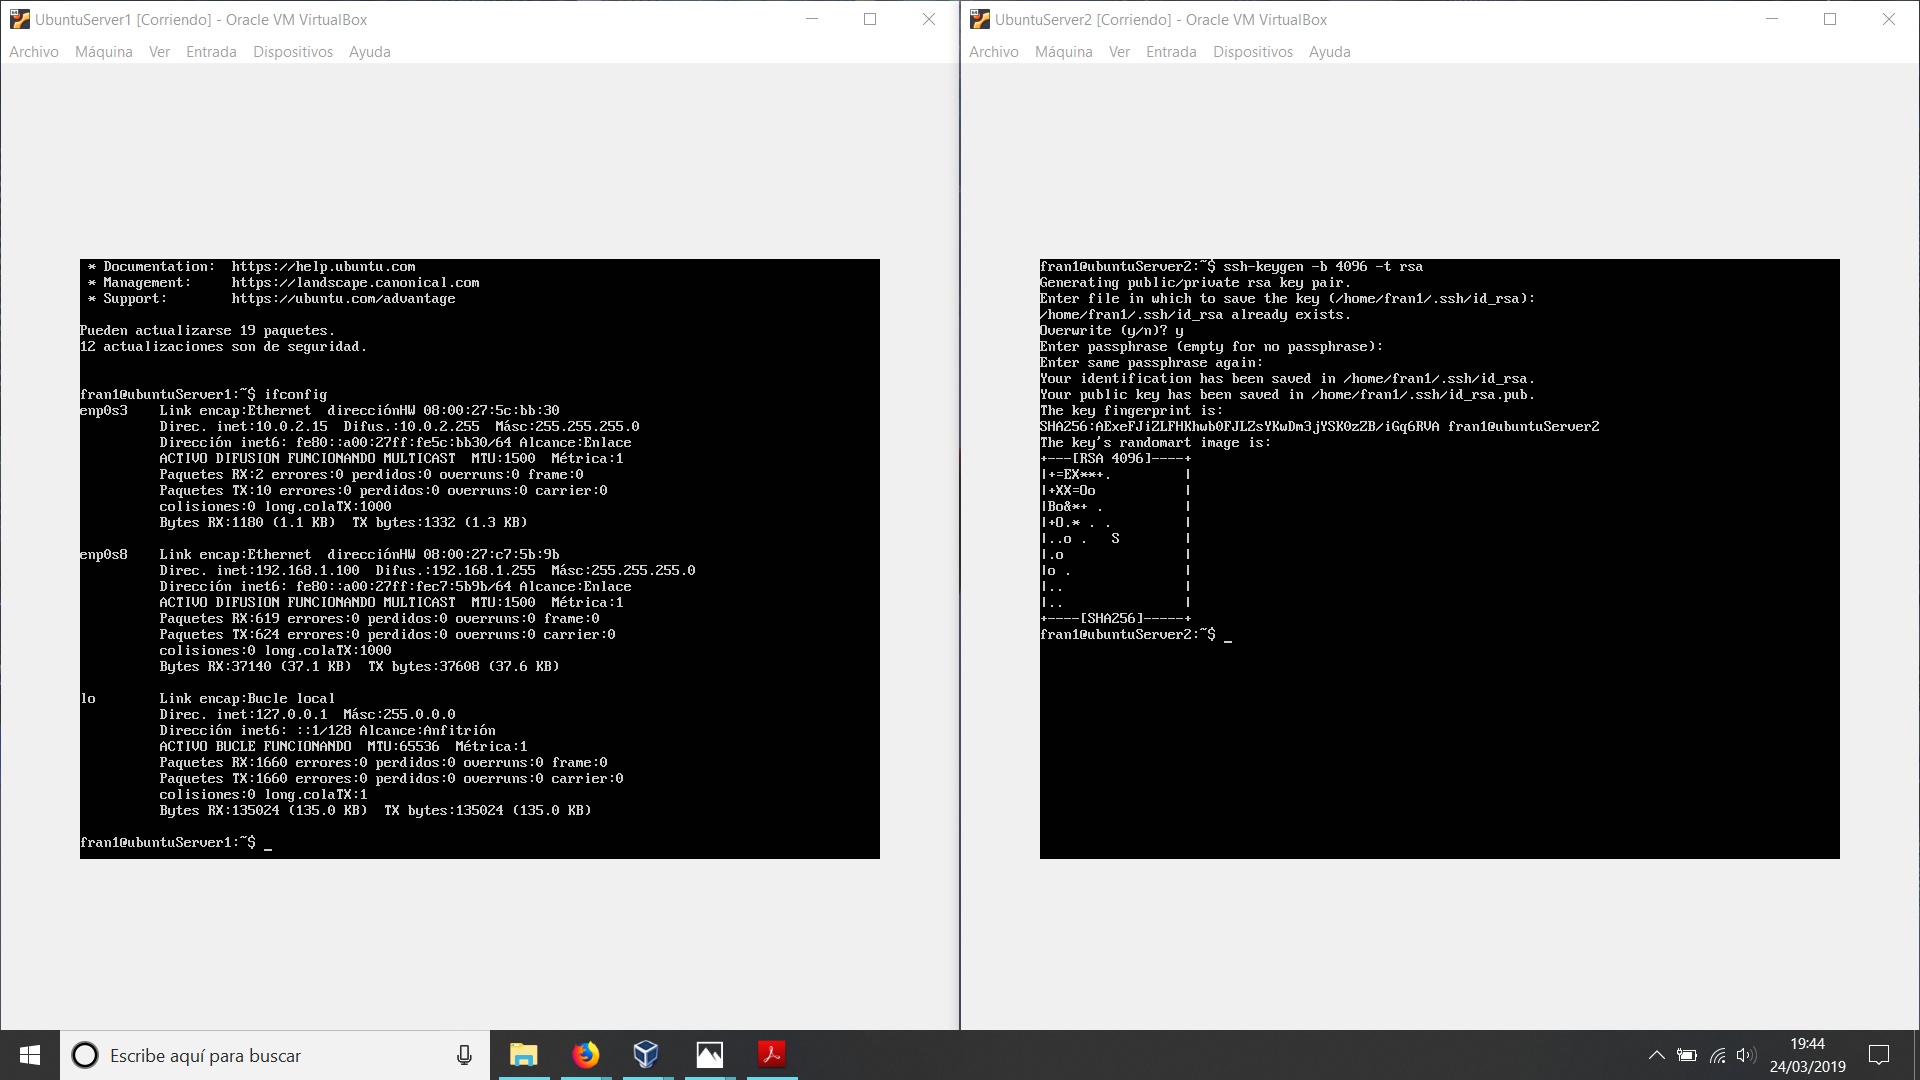 UbuntuServer1 [Corriendo] - Oracle VM VirtualBox
Archivo Máquina Ver Entrada Dispositivos Ayuda
* Documentation:  https://help.ubuntu.com
* Management:     https://landscape.canonical.com
* Support:        https://ubuntu.com/advantage
Pueden actualizarse 19 paquetes.
12 actualizaciones son de seguridad.
fran1@ubuntuServer1:~$ ifconfig
enp0s3    Link encap:Ethernet  direcciónHW 08:00:27:5c:bb:30
Direc. inet:10.0.2.15  Difus.:10.0.2.255  Másc:255.255.255.0
Dirección inet6: fe80::a00:27ff:fe5c:bb30/64 Alcance:Enlace
ACTIVO DIFUSION FUNCIONANDO MULTICAST  MTU:1500  Métrica:1
Paquetes RX:2 errores:0 perdidos:0 overruns:0 frame:0
Paquetes TX:10 errores:0 perdidos:0 overruns:0 carrier:0
colisiones:0 long.colaTX:1000
Bytes RX:1180 (1.1 KB)  TX bytes:1332 (1.3 KB)
enp0s8    Link encap:Ethernet  direcciónHW 08:00:27:c7:5b:9b
Direc. inet:192.168.1.100  Difus.:192.168.1.255  Másc:255.255.255.0
Dirección inet6: fe80::a00:27ff:fec7:5b9b/64 Alcance:Enlace
ACTIVO DIFUSION FUNCIONANDO MULTICAST  MTU:1500  Métrica:1
Paquetes RX:619 errores:0 perdidos:0 overruns:0 frame:0
Paquetes TX:624 errores:0 perdidos:0 overruns:0 carrier:0
colisiones:0 long.colaTX:1000
Bytes RX:37140 (37.1 KB)  TX bytes:37608 (37.6 KB)
lo        Link encap:Bucle local
Direc. inet:127.0.0.1  Másc:255.0.0.0
Dirección inet6: ::1/128 Alcance:Anfitrión
ACTIVO BUCLE FUNCIONANDO  MTU:65536  Métrica:1
Paquetes RX:1660 errores:0 perdidos:0 overruns:0 frame:0
Paquetes TX:1660 errores:0 perdidos:0 overruns:0 carrier:0
colisiones:0 long.colaTX:1
Bytes RX:135024 (135.0 KB)  TX bytes:135024 (135.0 KB)
fran1@ubuntuServer1:~$ _
UbuntuServer2 [Corriendo] - Oracle VM VirtualBox
Archivo Máquina Ver Entrada Dispositivos Ayuda
fran1@ubuntuServer2:~$ ssh-keygen -b 4096 -t rsa
Generating public/private rsa key pair.
Enter file in which to save the key (/home/fran1/.ssh/id_rsa):
/home/fran1/.ssh/id_rsa already exists.
Overwrite (y/n)? y
Enter passphrase (empty for no passphrase):
Enter same passphrase again:
Your identification has been saved in /home/fran1/.ssh/id_rsa.
Your public key has been saved in /home/fran1/.ssh/id_rsa.pub.
The key fingerprint is:
SHA256:AExeFJiZLFHKhwb0FJLZsYKwDm3jYSK0zZB/iGq6RVA fran1@ubuntuServer2
The key's randomart image is:
+---[RSA 4096]----+
|+=EX**+.         |
|+XX=Oo           |
|Bo&*+ .          |
|+O.* . .         |
|..o .   S        |
|.o               |
|o .              |
|..               |
|..               |
+----[SHA256]-----+
fran1@ubuntuServer2:~$ _
Escribe aquí para buscar
19:44
24/03/2019